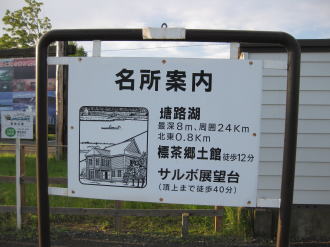 名所案内
塘路湖
最深8m、周囲24Km
北東0.8Km
標茶郷土館徒歩12分
サルボ展望台
(頂上まで徒歩40分)